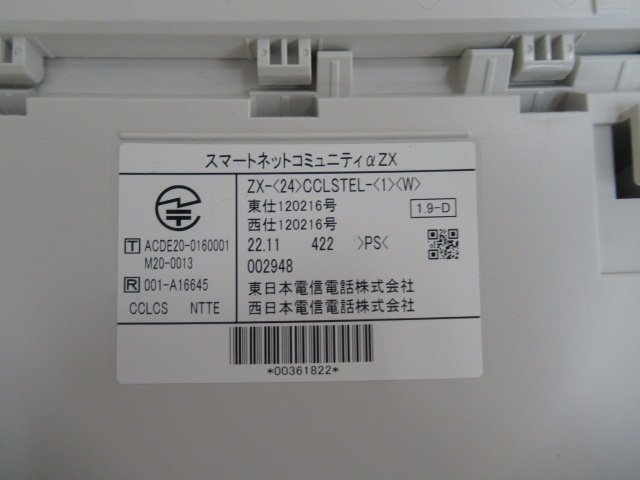 スマートネットコミュニティαZX
ZX-<24>CCLSTEL-<1><W>
東仕120216号
1.9-D
西仕120216号
T ACDE20-0160001
M20-0013
22.11 422 >PS<
002948
R 001-A16645
東日本電信電話株式会社
CCLCS NTTE
西日本電信電話株式会社
*00361822*